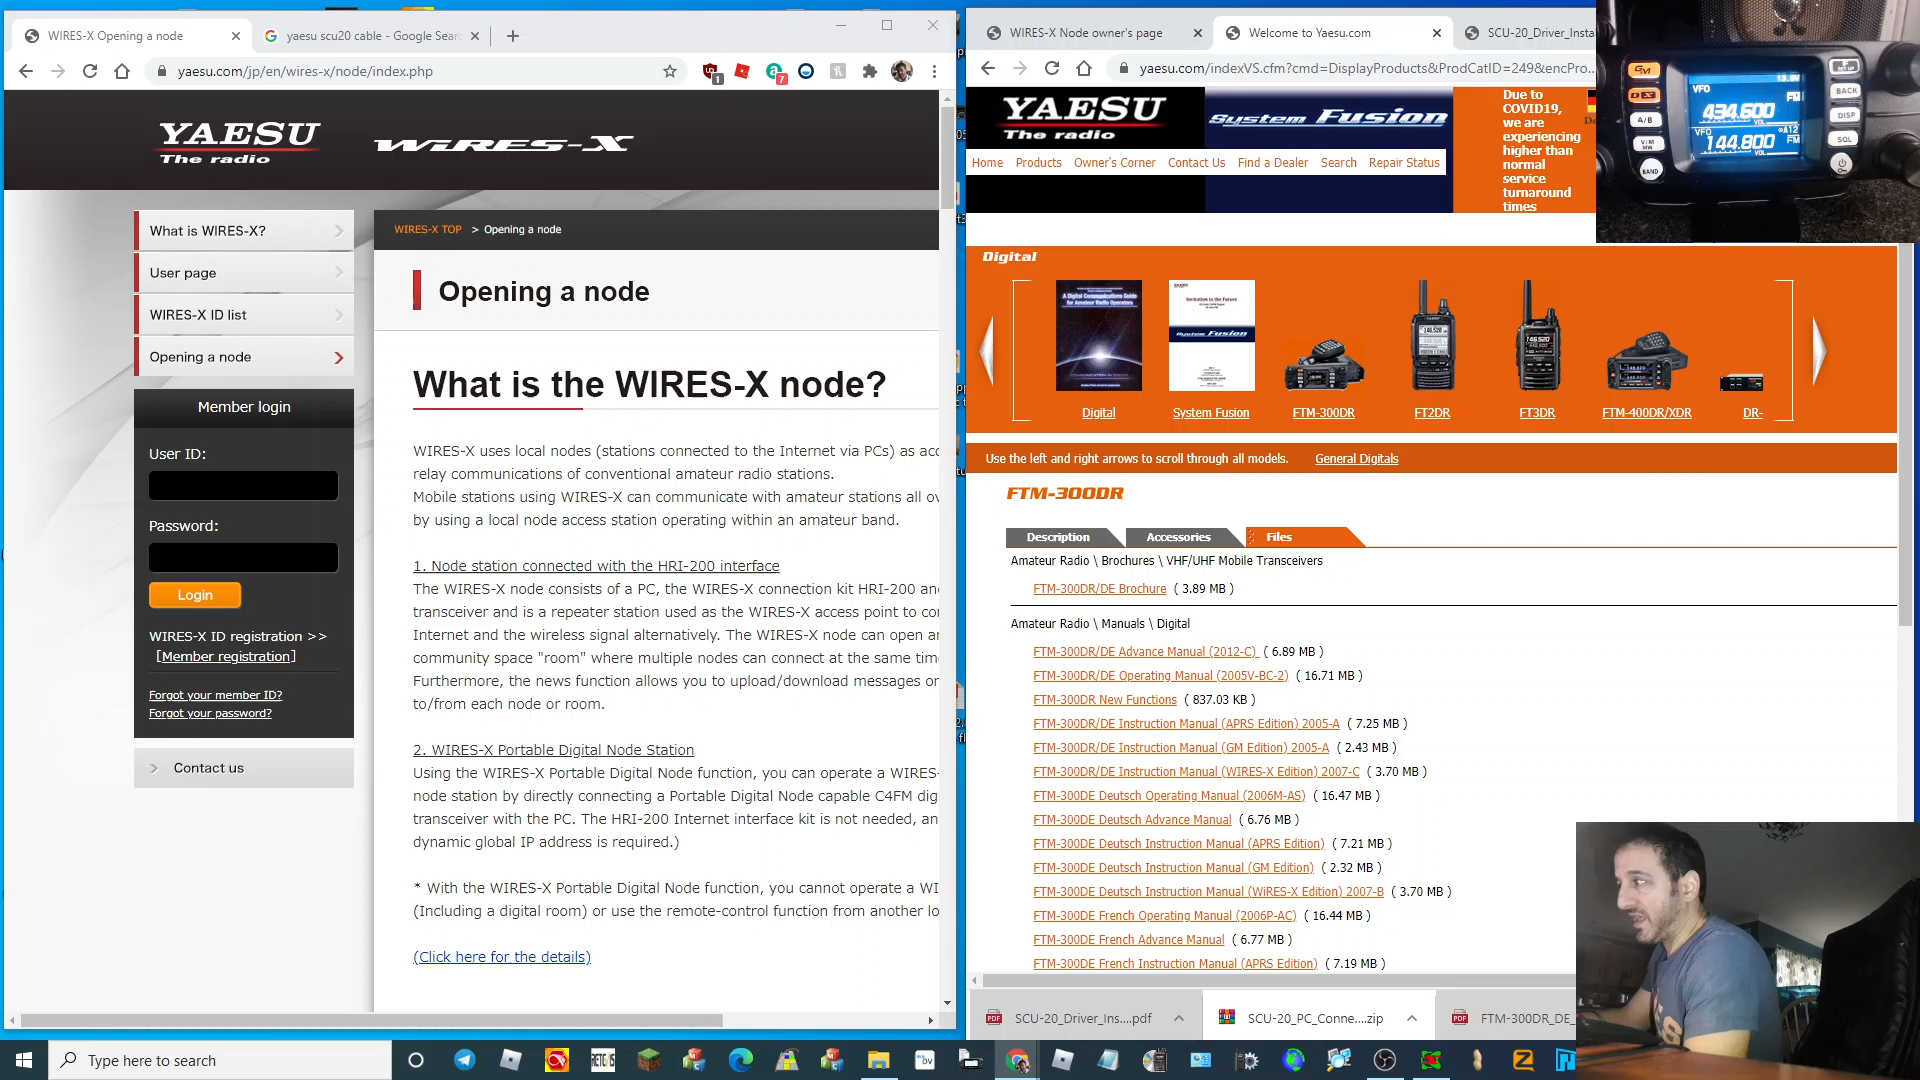 WIRES-X Opening a node
yaesu scu20 cable - Google Sear
yaesu.com/jp/en/wires-x/node/index.php
1
7
YAESU
The radio
WiRES-X
What is WIRES-X?
User page
WIRES-X ID list
Opening a node
Member login
User ID:
Password:
Login
WIRES-X ID registration >>
[Member registration]
Forgot your member ID?
Forgot your password?
Contact us
WIRES-X TOP > Opening a node
Opening a node
What is the WIRES-X node?
WIRES-X uses local nodes (stations connected to the Internet via PCs) as acc
relay communications of conventional amateur radio stations.
Mobile stations using WIRES-X can communicate with amateur stations all ov
by using a local node access station operating within an amateur band.
1. Node station connected with the HRI-200 interface
The WIRES-X node consists of a PC, the WIRES-X connection kit HRI-200 and
transceiver and is a repeater station used as the WIRES-X access point to con
Internet and the wireless signal alternatively. The WIRES-X node can open an
community space "room" where multiple nodes can connect at the same time
Furthermore, the news function allows you to upload/download messages or
to/from each node or room.
2. WIRES-X Portable Digital Node Station
Using the WIRES-X Portable Digital Node function, you can operate a WIRES-
node station by directly connecting a Portable Digital Node capable C4FM dig
transceiver with the PC. The HRI-200 Internet interface kit is not needed, an
dynamic global IP address is required.)
* With the WIRES-X Portable Digital Node function, you cannot operate a WI
(Including a digital room) or use the remote-control function from another lo
(Click here for the details)
WIRES-X Node owner's page
Welcome to Yaesu.com
SCU-20_Driver_Insta
yaesu.com/indexVS.cfm?cmd=DisplayProducts&ProdCatID=249&encPro...
YAESU
The radio
System Fusion
Due to
COVID19,
we are
experiencing
higher than
normal
service
turnaround
times
Home Products Owner's Corner Contact Us Find a Dealer Search Repair Status
Digital
Digital
System Fusion
FTM-300DR
FT2DR
FT3DR
FTM-400DR/XDR
DR-
Use the left and right arrows to scroll through all models. General Digitals
FTM-300DR
Description
Accessories
Files
Amateur Radio \ Brochures \ VHF/UHF Mobile Transceivers
FTM-300DR/DE Brochure ( 3.89 MB )
Amateur Radio \ Manuals \ Digital
FTM-300DR/DE Advance Manual (2012-C) ( 6.89 MB )
FTM-300DR/DE Operating Manual (2005V-BC-2) ( 16.71 MB )
FTM-300DR New Functions ( 837.03 KB )
FTM-300DR/DE Instruction Manual (APRS Edition) 2005-A ( 7.25 MB )
FTM-300DR/DE Instruction Manual (GM Edition) 2005-A ( 2.43 MB )
FTM-300DR/DE Instruction Manual (WIRES-X Edition) 2007-C ( 3.70 MB )
FTM-300DE Deutsch Operating Manual (2006M-AS) ( 16.47 MB )
FTM-300DE Deutsch Advance Manual ( 6.76 MB )
FTM-300DE Deutsch Instruction Manual (APRS Edition) ( 7.21 MB )
FTM-300DE Deutsch Instruction Manual (GM Edition) ( 2.32 MB )
FTM-300DE Deutsch Instruction Manual (WiRES-X Edition) 2007-B ( 3.70 MB )
FTM-300DE French Operating Manual (2006P-AC) ( 16.44 MB )
FTM-300DE French Advance Manual ( 6.77 MB )
FTM-300DE French Instruction Manual (APRS Edition) ( 7.19 MB )
SCU-20_Driver_Ins....pdf
SCU-20_PC_Conne....zip
FTM-300DR_DE_
GM
DX
A/B
V/M
MW
BAND
VFO
434.600
VFO
144.800
FM
VOL
FM
VOL
BACK
DISP
SQL
Type here to search